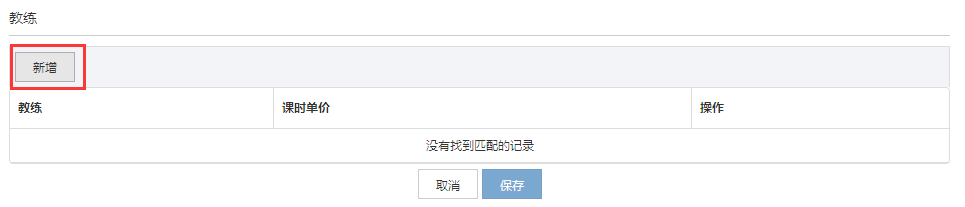 教练
新增
教练 课时单价 操作
没有找到匹配的记录
取消 保存